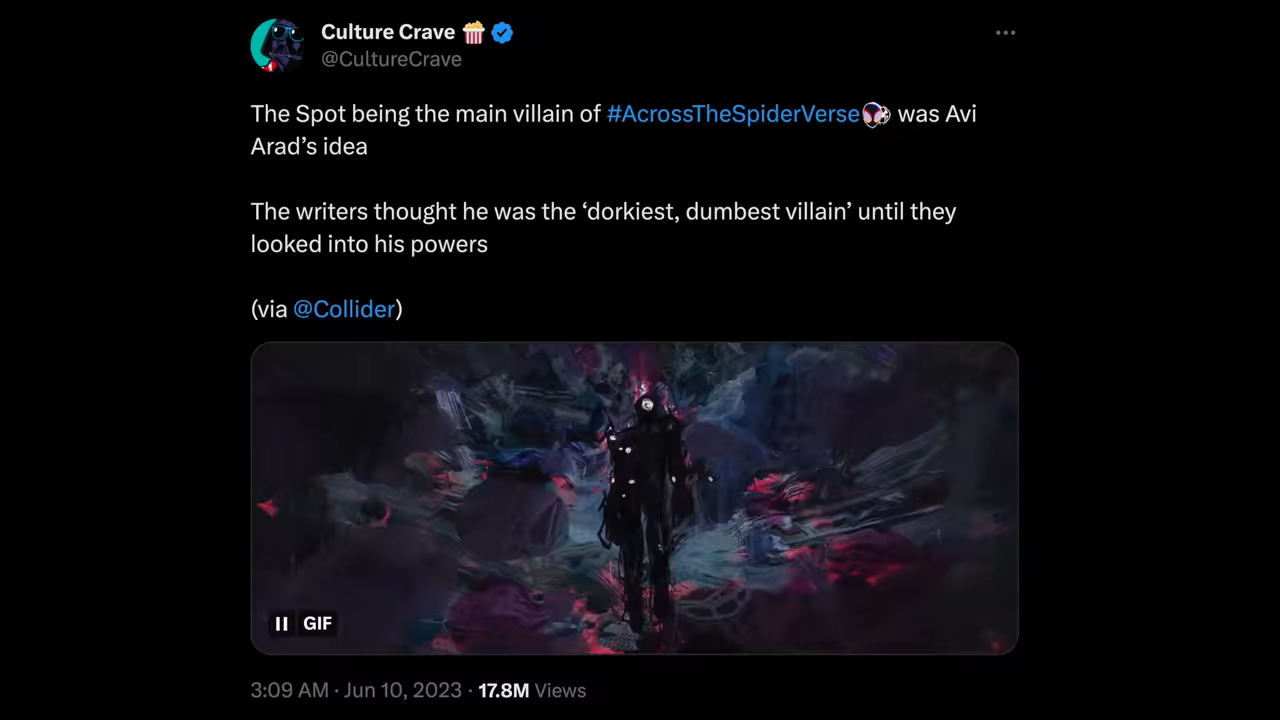 Culture Crave 🍿
@CultureCrave
The Spot being the main villain of #AcrossTheSpiderVerse was Avi
Arad’s idea
The writers thought he was the ‘dorkiest, dumbest villain’ until they
looked into his powers
(via @Collider)
GIF
3:09 AM · Jun 10, 2023 · 17.8M Views